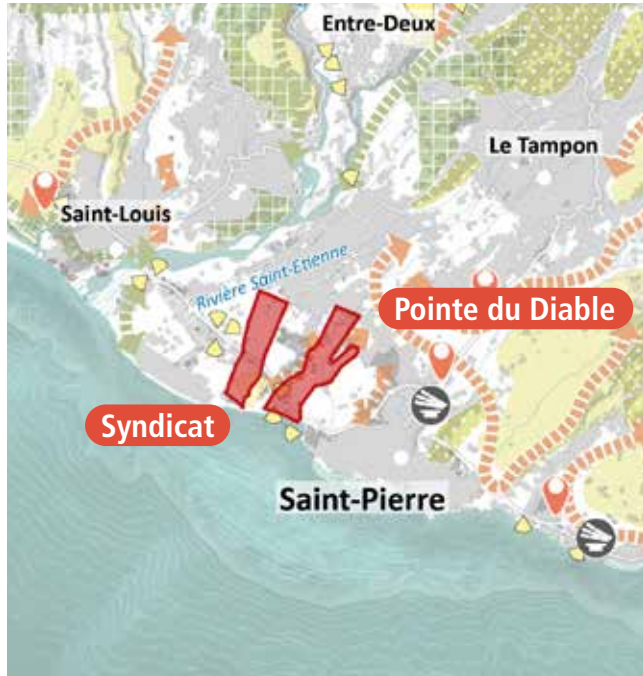 Entre-Deux
Le Tampon
Saint-Louis
Rivière Saint-Etienne
Pointe du Diable
Syndicat
Saint-Pierre